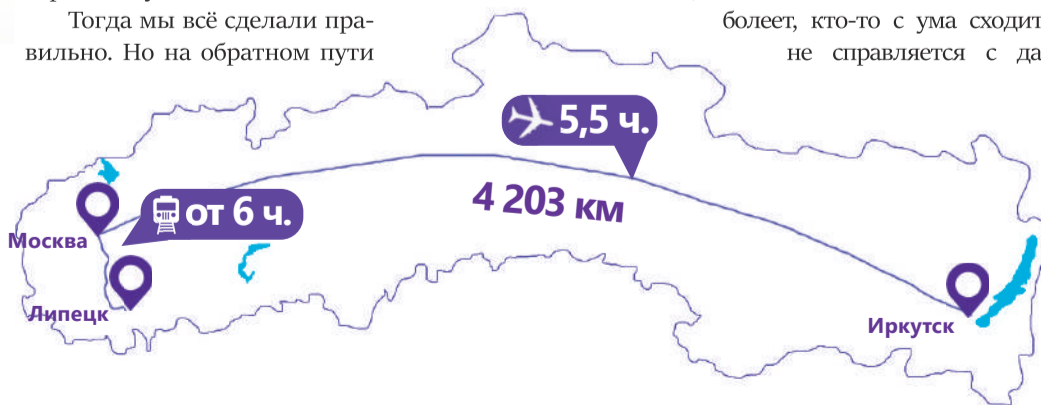 Тогда мы всё сделали пра-
вильно. Но на обратном пути
болеет, кто-то с ума сходит
не справляется с да
5,5 ч.
4 203 км
от 6 ч.
Москва
Липецк
Иркутск